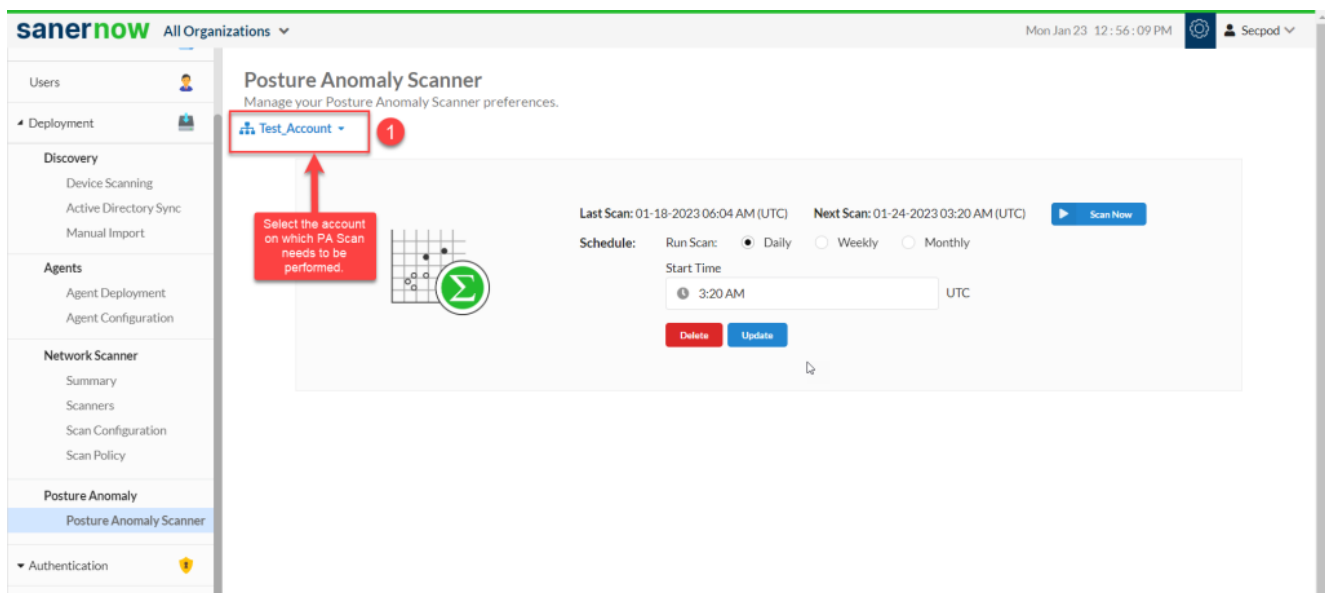 sanernow All Organizations Mon Jan 23 12:56:09 PM Secpod
Users
Deployment
Discovery
Device Scanning
Active Directory Sync
Manual Import
Agents
Agent Deployment
Agent Configuration
Network Scanner
Summary
Scanners
Scan Configuration
Scan Policy
Posture Anomaly
Posture Anomaly Scanner
Authentication
Posture Anomaly Scanner
Manage your Posture Anomaly Scanner preferences.
Test_Account 1
Select the account
on which PA Scan
needs to be
performed.
Σ
Last Scan: 01-18-2023 06:04 AM (UTC) Next Scan: 01-24-2023 03:20 AM (UTC) Scan Now
Schedule: Run Scan: Daily Weekly Monthly
Start Time
3:20 AM UTC
Delete Update